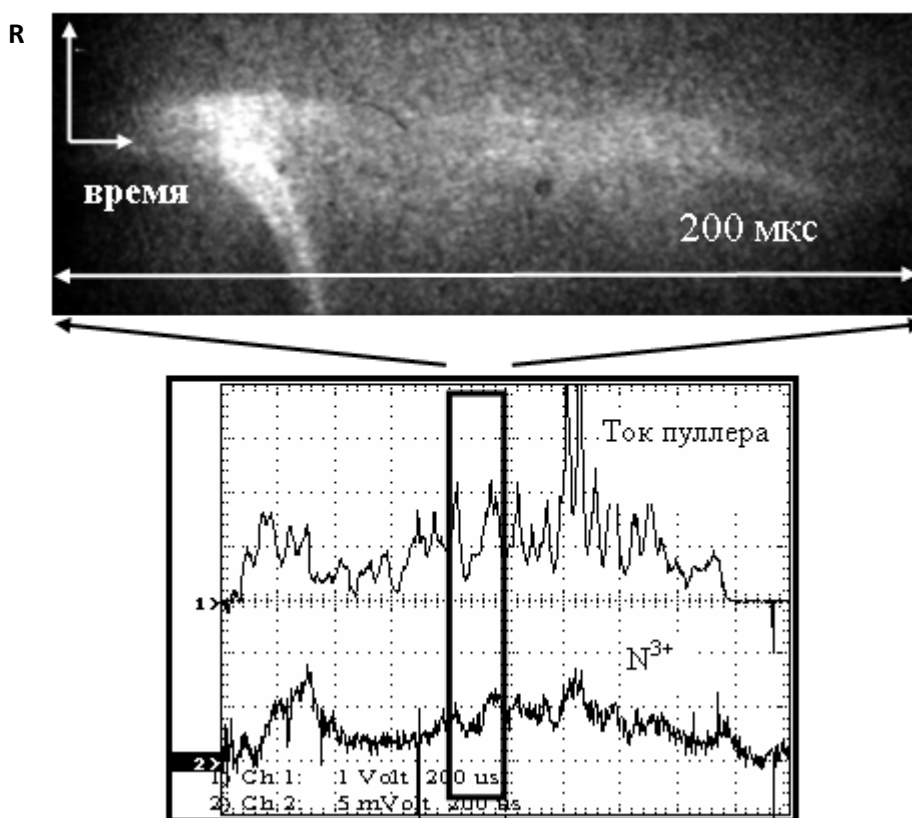 R
время
200 мкс
Ток пуллера
1>
N3+
2>
1) Ch 1: 1 Volt 200 us
2) Ch 2: 5 mVolt 200 us